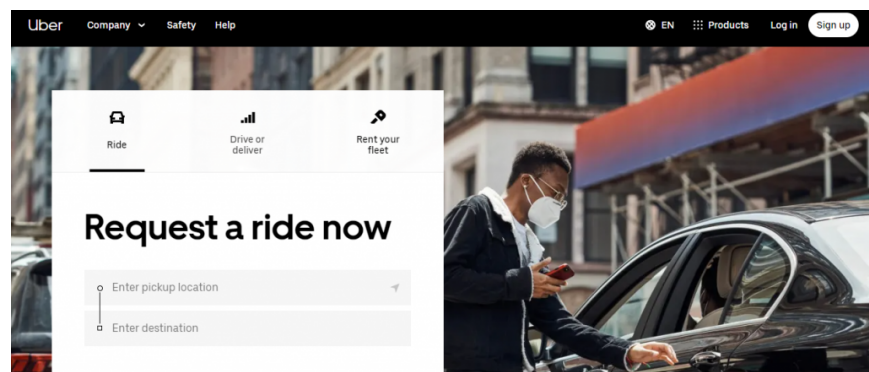 Uber Company Safety Help EN Products Log in Sign up
Ride
Drive or
deliver
Rent your
fleet
Request a ride now
Enter pickup location
Enter destination